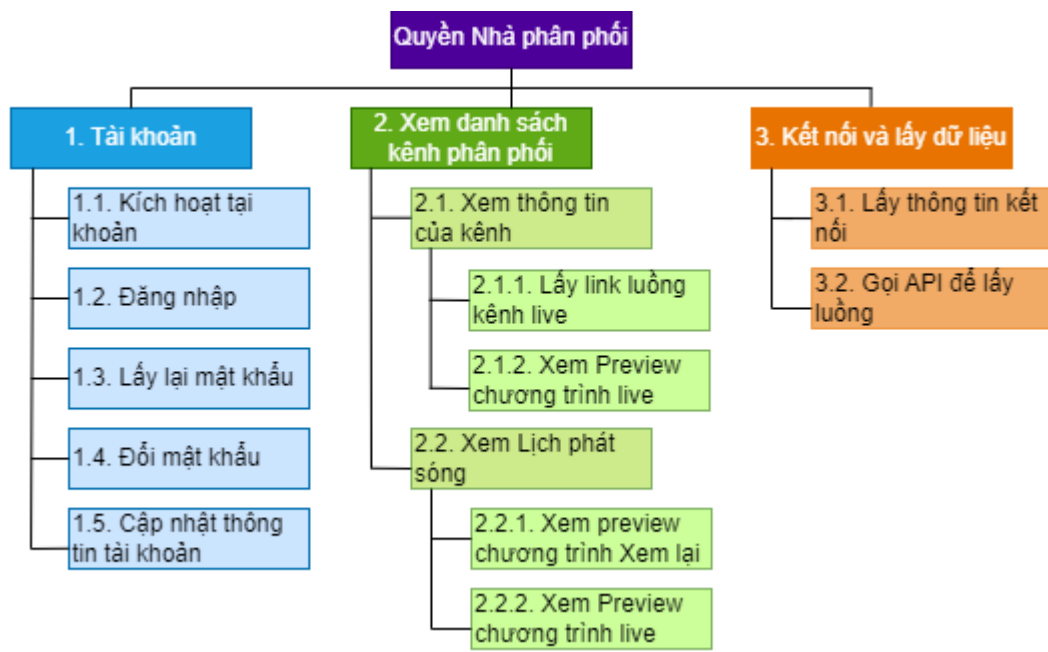 Quyền Nhà phân phối
1. Tài khoản
1.1. Kích hoạt tại
khoản
1.2. Đăng nhập
1.3. Lấy lại mật khẩu
1.4. Đổi mật khẩu
1.5. Cập nhật thông
tin tài khoản
2. Xem danh sách
kênh phân phối
2.1. Xem thông tin
của kênh
2.1.1. Lấy link luồng
kênh live
2.1.2. Xem Preview
chương trình live
2.2. Xem Lịch phát
sóng
2.2.1. Xem preview
chương trình Xem lại
2.2.2. Xem Preview
chương trình live
3. Kết nối và lấy dữ liệu
3.1. Lấy thông tin kết
nối
3.2. Gọi API để lấy
luồng